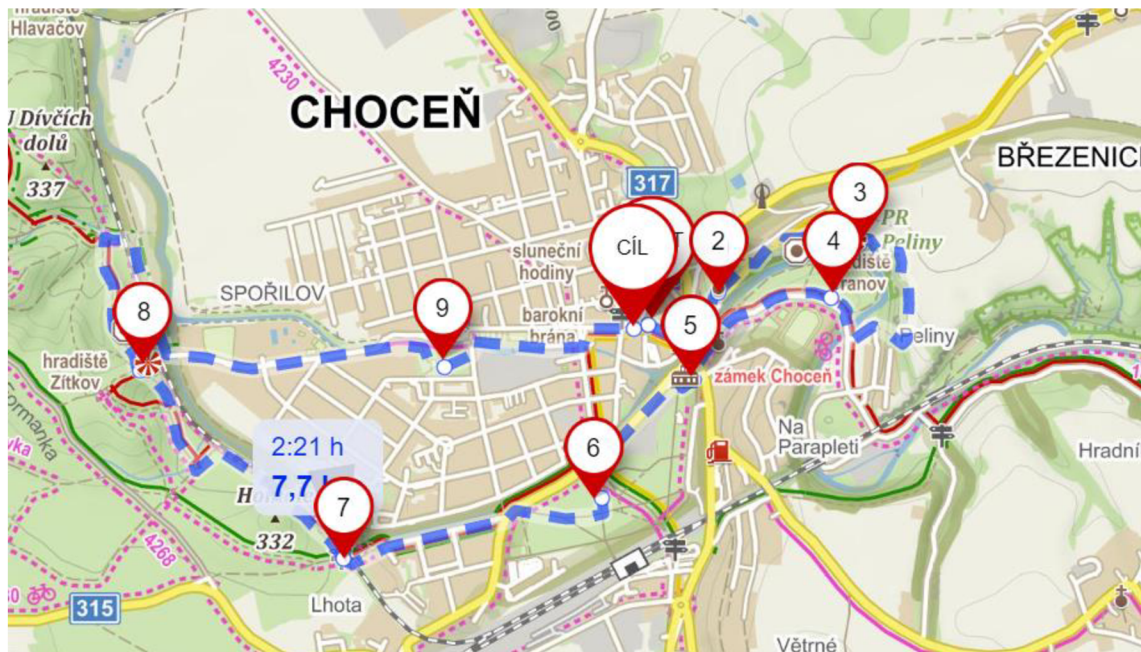 Hlavačov
4230
CHOCEŇ
U Dívčích
dolů
337
317
BŘEZENICE
3
PR
Peliny
sluneční
hodiny
CÍL
2
4
SPOŘILOV
8
9
barokní
brána
5
Peliny
hradiště
Zítkov
zámek Choceň
2:21 h
7,7
6
Na
Parapleti
Hradní
7
332
4268
315
Lhota
Větrné